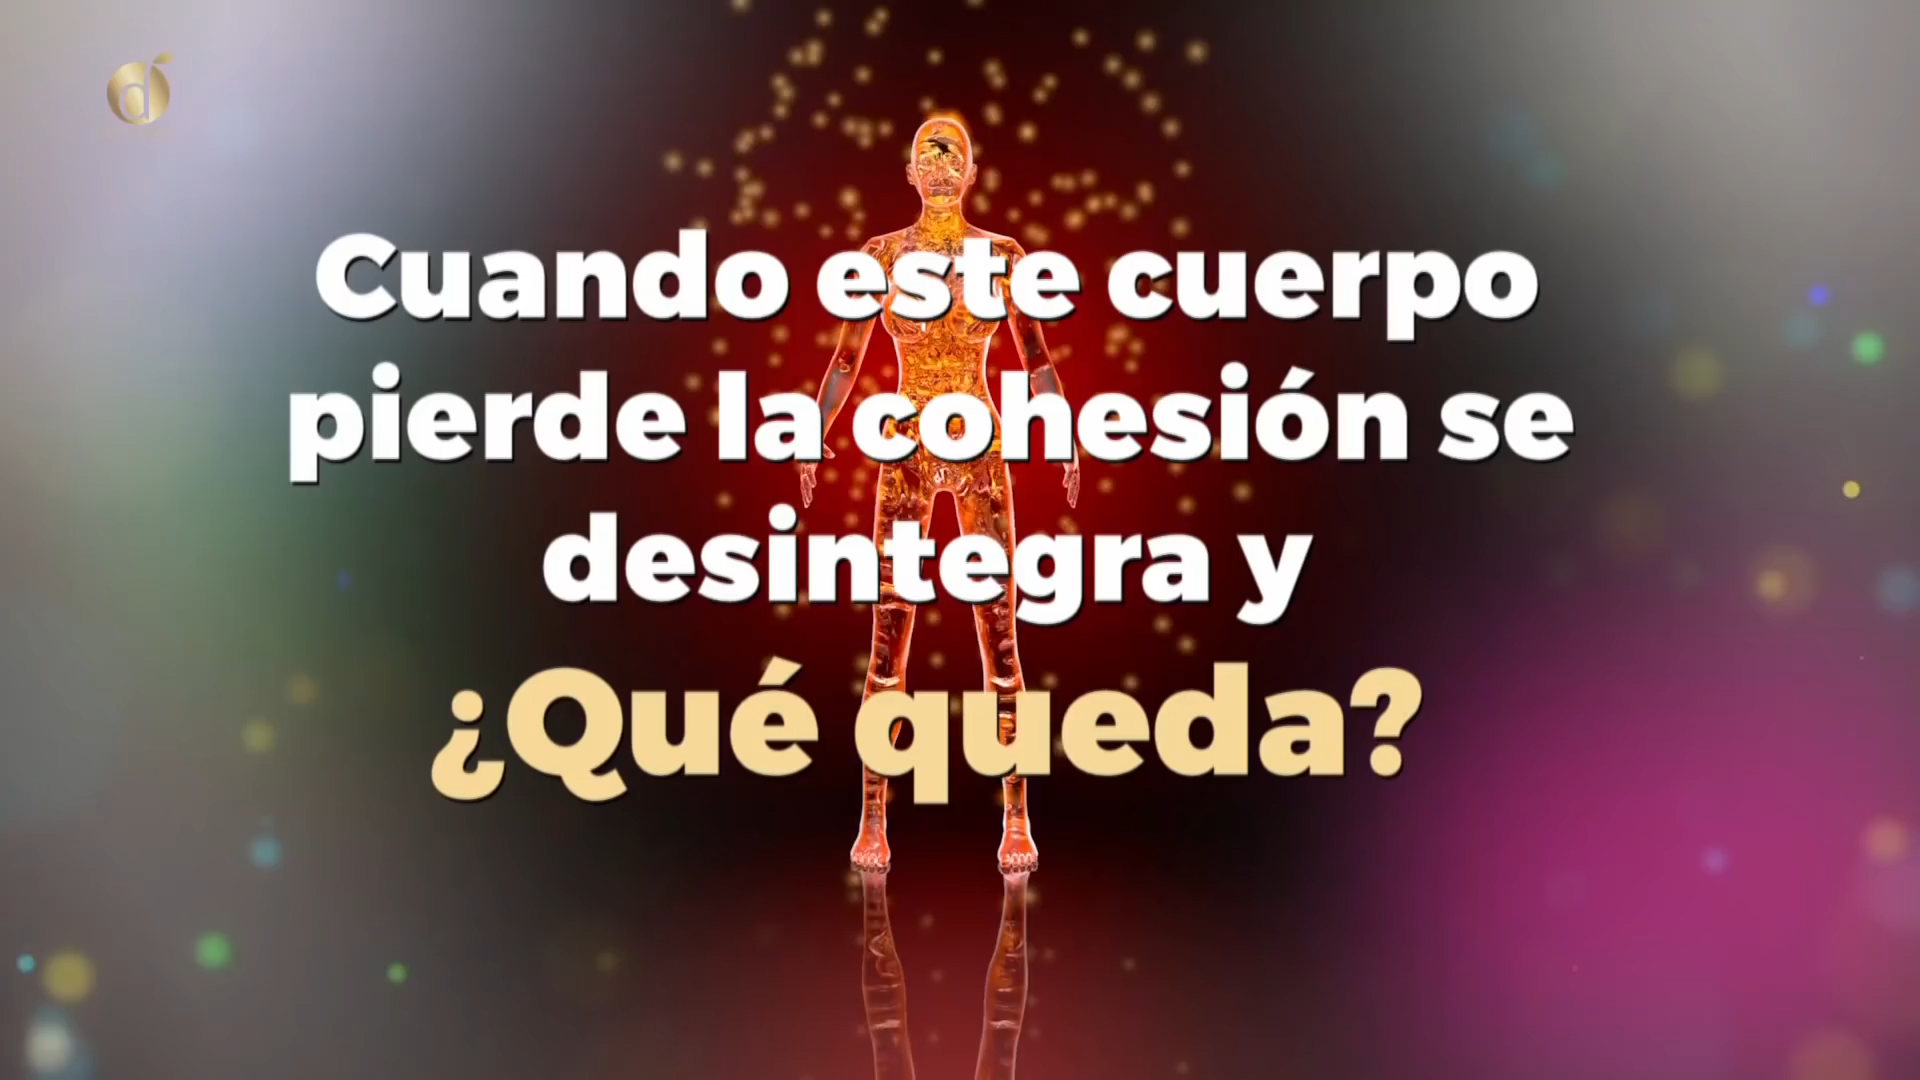 d
Cuando este cuerpo
pierde la cohesión se
desintegra y
¿Qué queda?